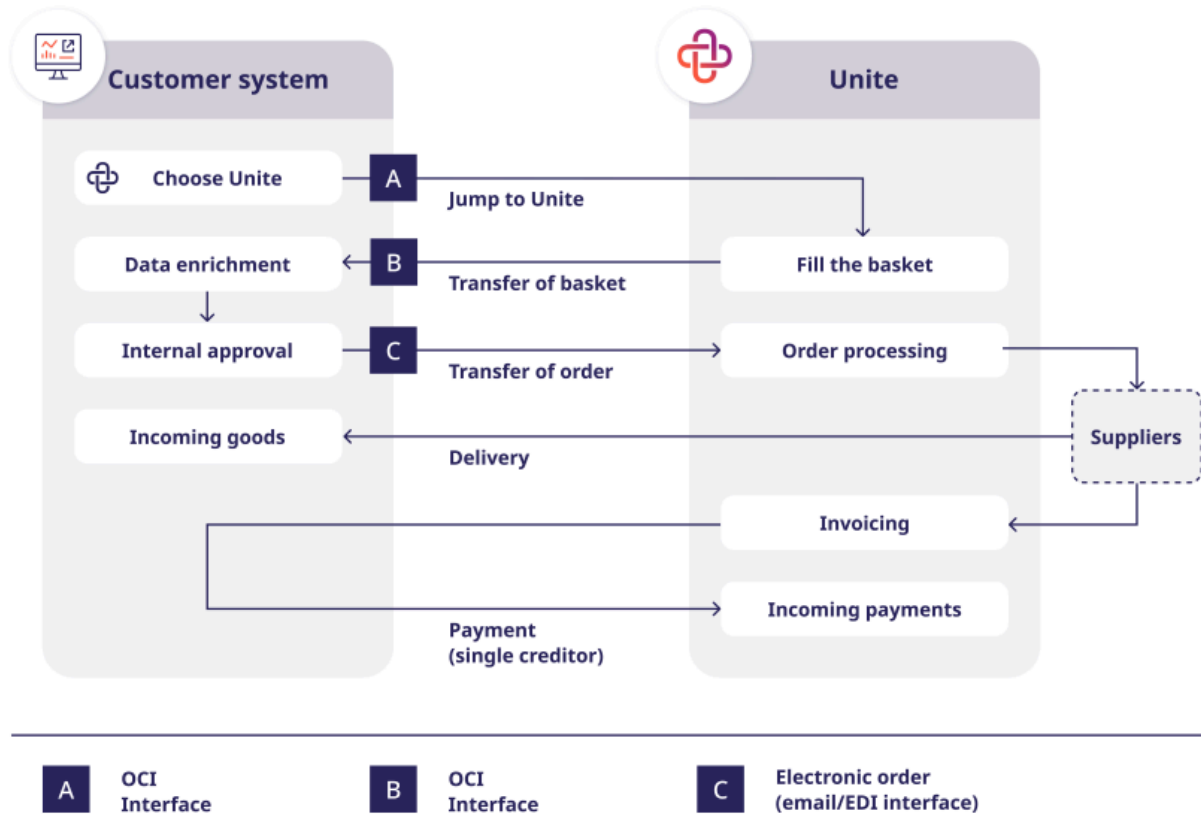 Customer system
Unite
Choose Unite
A
Jump to Unite
Data enrichment
B
Transfer of basket
Fill the basket
Internal approval
C
Transfer of order
Order processing
Incoming goods
Delivery
Suppliers
Invoicing
Incoming payments
Payment
(single creditor)
A
OCI
Interface
B
OCI
Interface
C
Electronic order
(email/EDI interface)